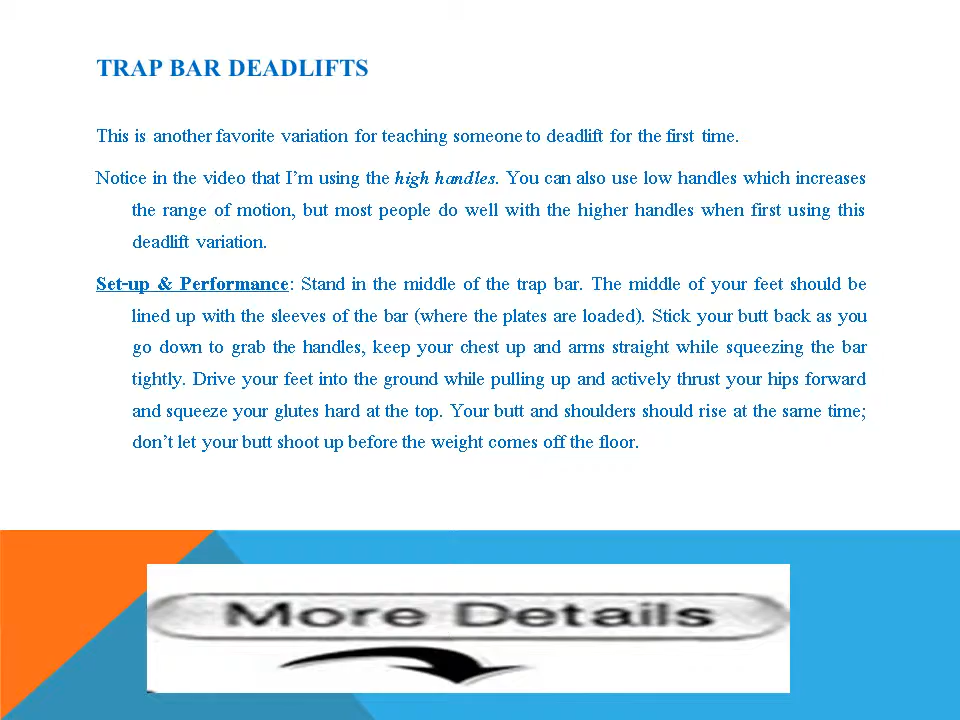 TRAP BAR DEADLIFTS
This is another favorite variation for teaching someone to deadlift for the first time.
Notice in the video that I’m using the high handles. You can also use low handles which increases
the range of motion, but most people do well with the higher handles when first using this
deadlift variation.
Set-up & Performance: Stand in the middle of the trap bar. The middle of your feet should be
lined up with the sleeves of the bar (where the plates are loaded). Stick your butt back as you
go down to grab the handles, keep your chest up and arms straight while squeezing the bar
tightly. Drive your feet into the ground while pulling up and actively thrust your hips forward
and squeeze your glutes hard at the top. Your butt and shoulders should rise at the same time;
don’t let your butt shoot up before the weight comes off the floor.
More Details